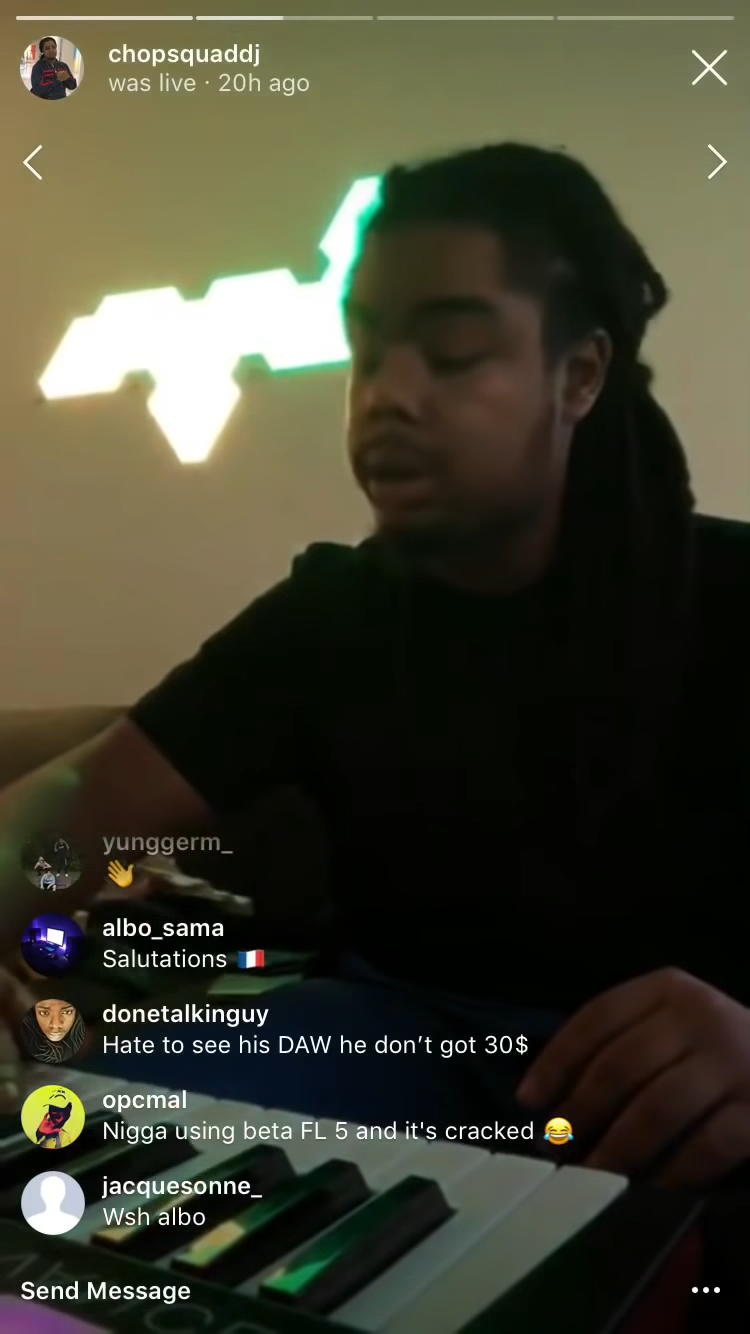 chopsquaddj
was live · 20h ago
yunggerm_
👋
albo_sama
Salutations 🇫🇷
donetalkinguy
Hate to see his DAW he don’t got 30$
opcmal
Nigga using beta FL 5 and it's cracked 😂
jacquesonne_
Wsh albo
Send Message